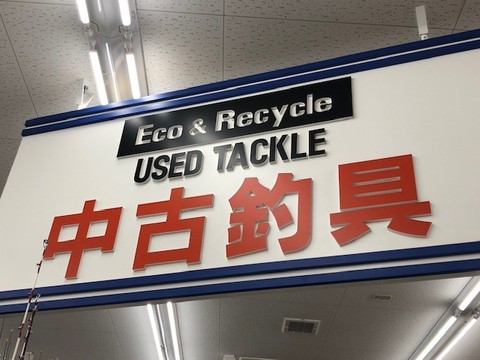 Eco & Recycle
USED TACKLE
中古釣具